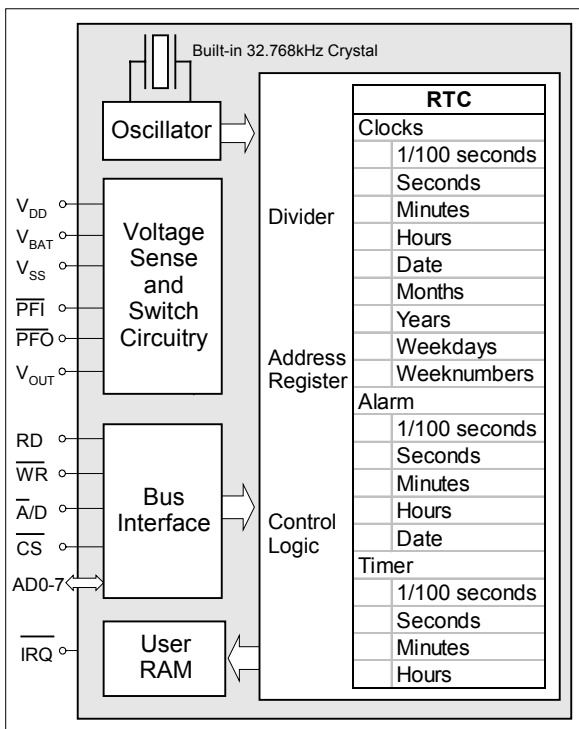 Built-in 32.768kHz Crystal
Oscillator
VDD
VBAT
VSS
PFI
PFO
VOUT
Voltage
Sense
and
Switch
Circuitry
RD
WR
A/D
CS
AD0-7
IRQ
Bus
Interface
User
RAM
Divider
Address
Register
Control
Logic
RTC
Clocks
1/100 seconds
Seconds
Minutes
Hours
Date
Months
Years
Weekdays
Weeknumbers
Alarm
1/100 seconds
Seconds
Minutes
Hours
Date
Timer
1/100 seconds
Seconds
Minutes
Hours